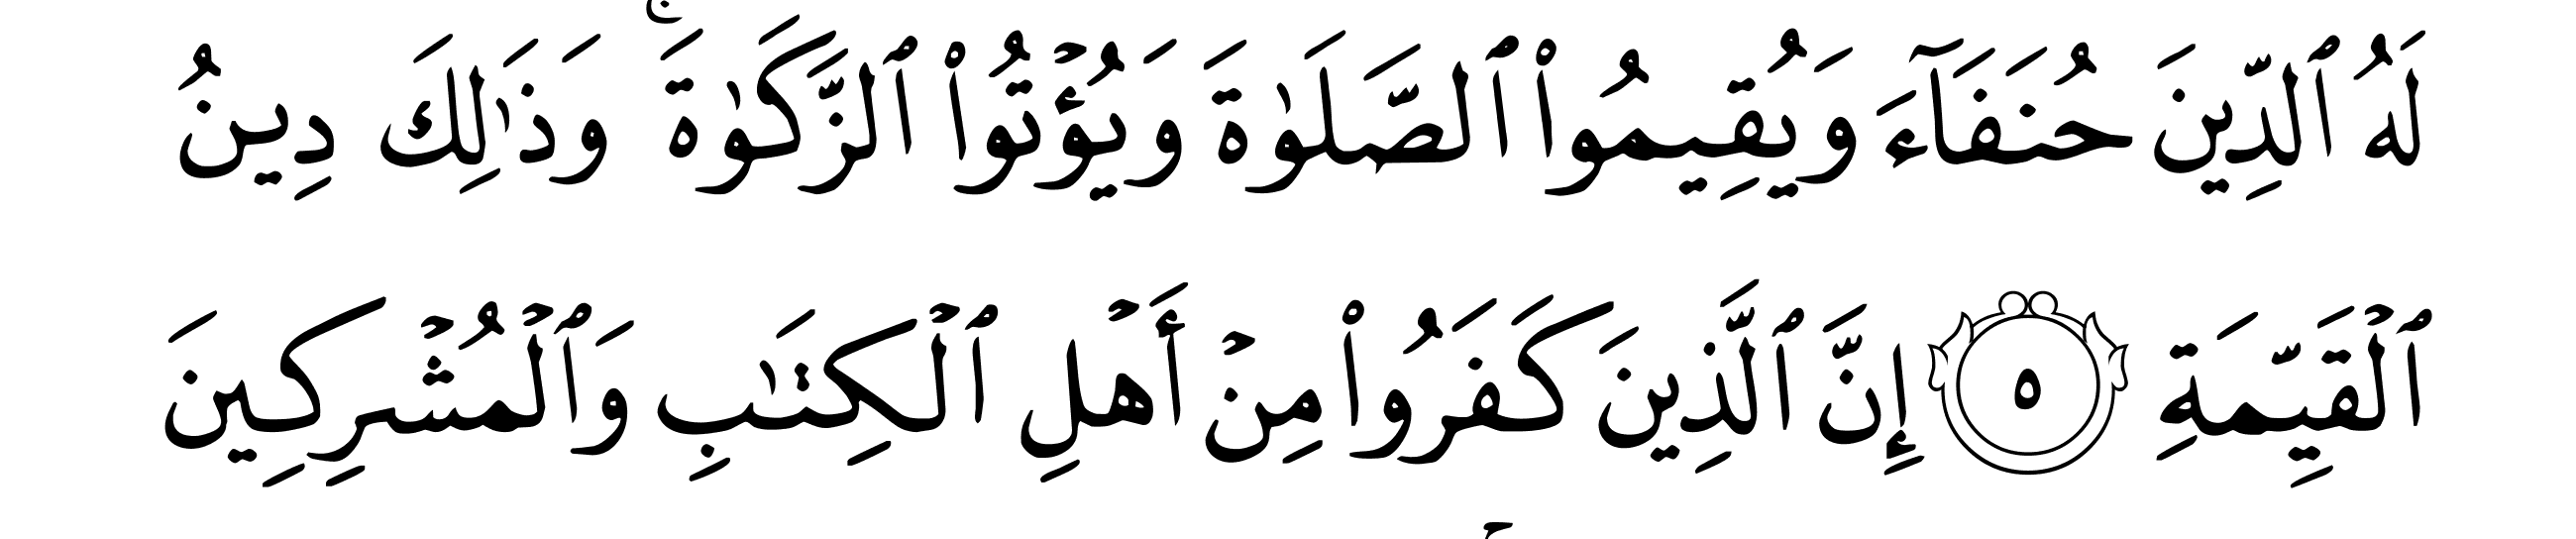 لَهُ ٱلدِّينَ حُنَفَآءَ وَيُقِيمُوا۟ ٱلصَّلَوٰةَ وَيُؤۡتُوا۟ ٱلزَّكَوٰةَۚ وَذَٰلِكَ دِينُ
ٱلۡقَيِّمَةِ ٥ إِنَّ ٱلَّذِينَ كَفَرُوا۟ مِنۡ أَهۡلِ ٱلۡكِتَٰبِ وَٱلۡمُشۡرِكِينَ